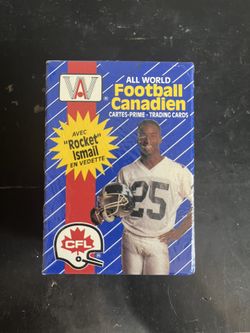 AW
®
ALL WORLD
Football
Canadien
CARTES-PRIME - TRADING CARDS
AVEC
"Rocket"
Ismail
EN VEDETTE
25
CFL
®